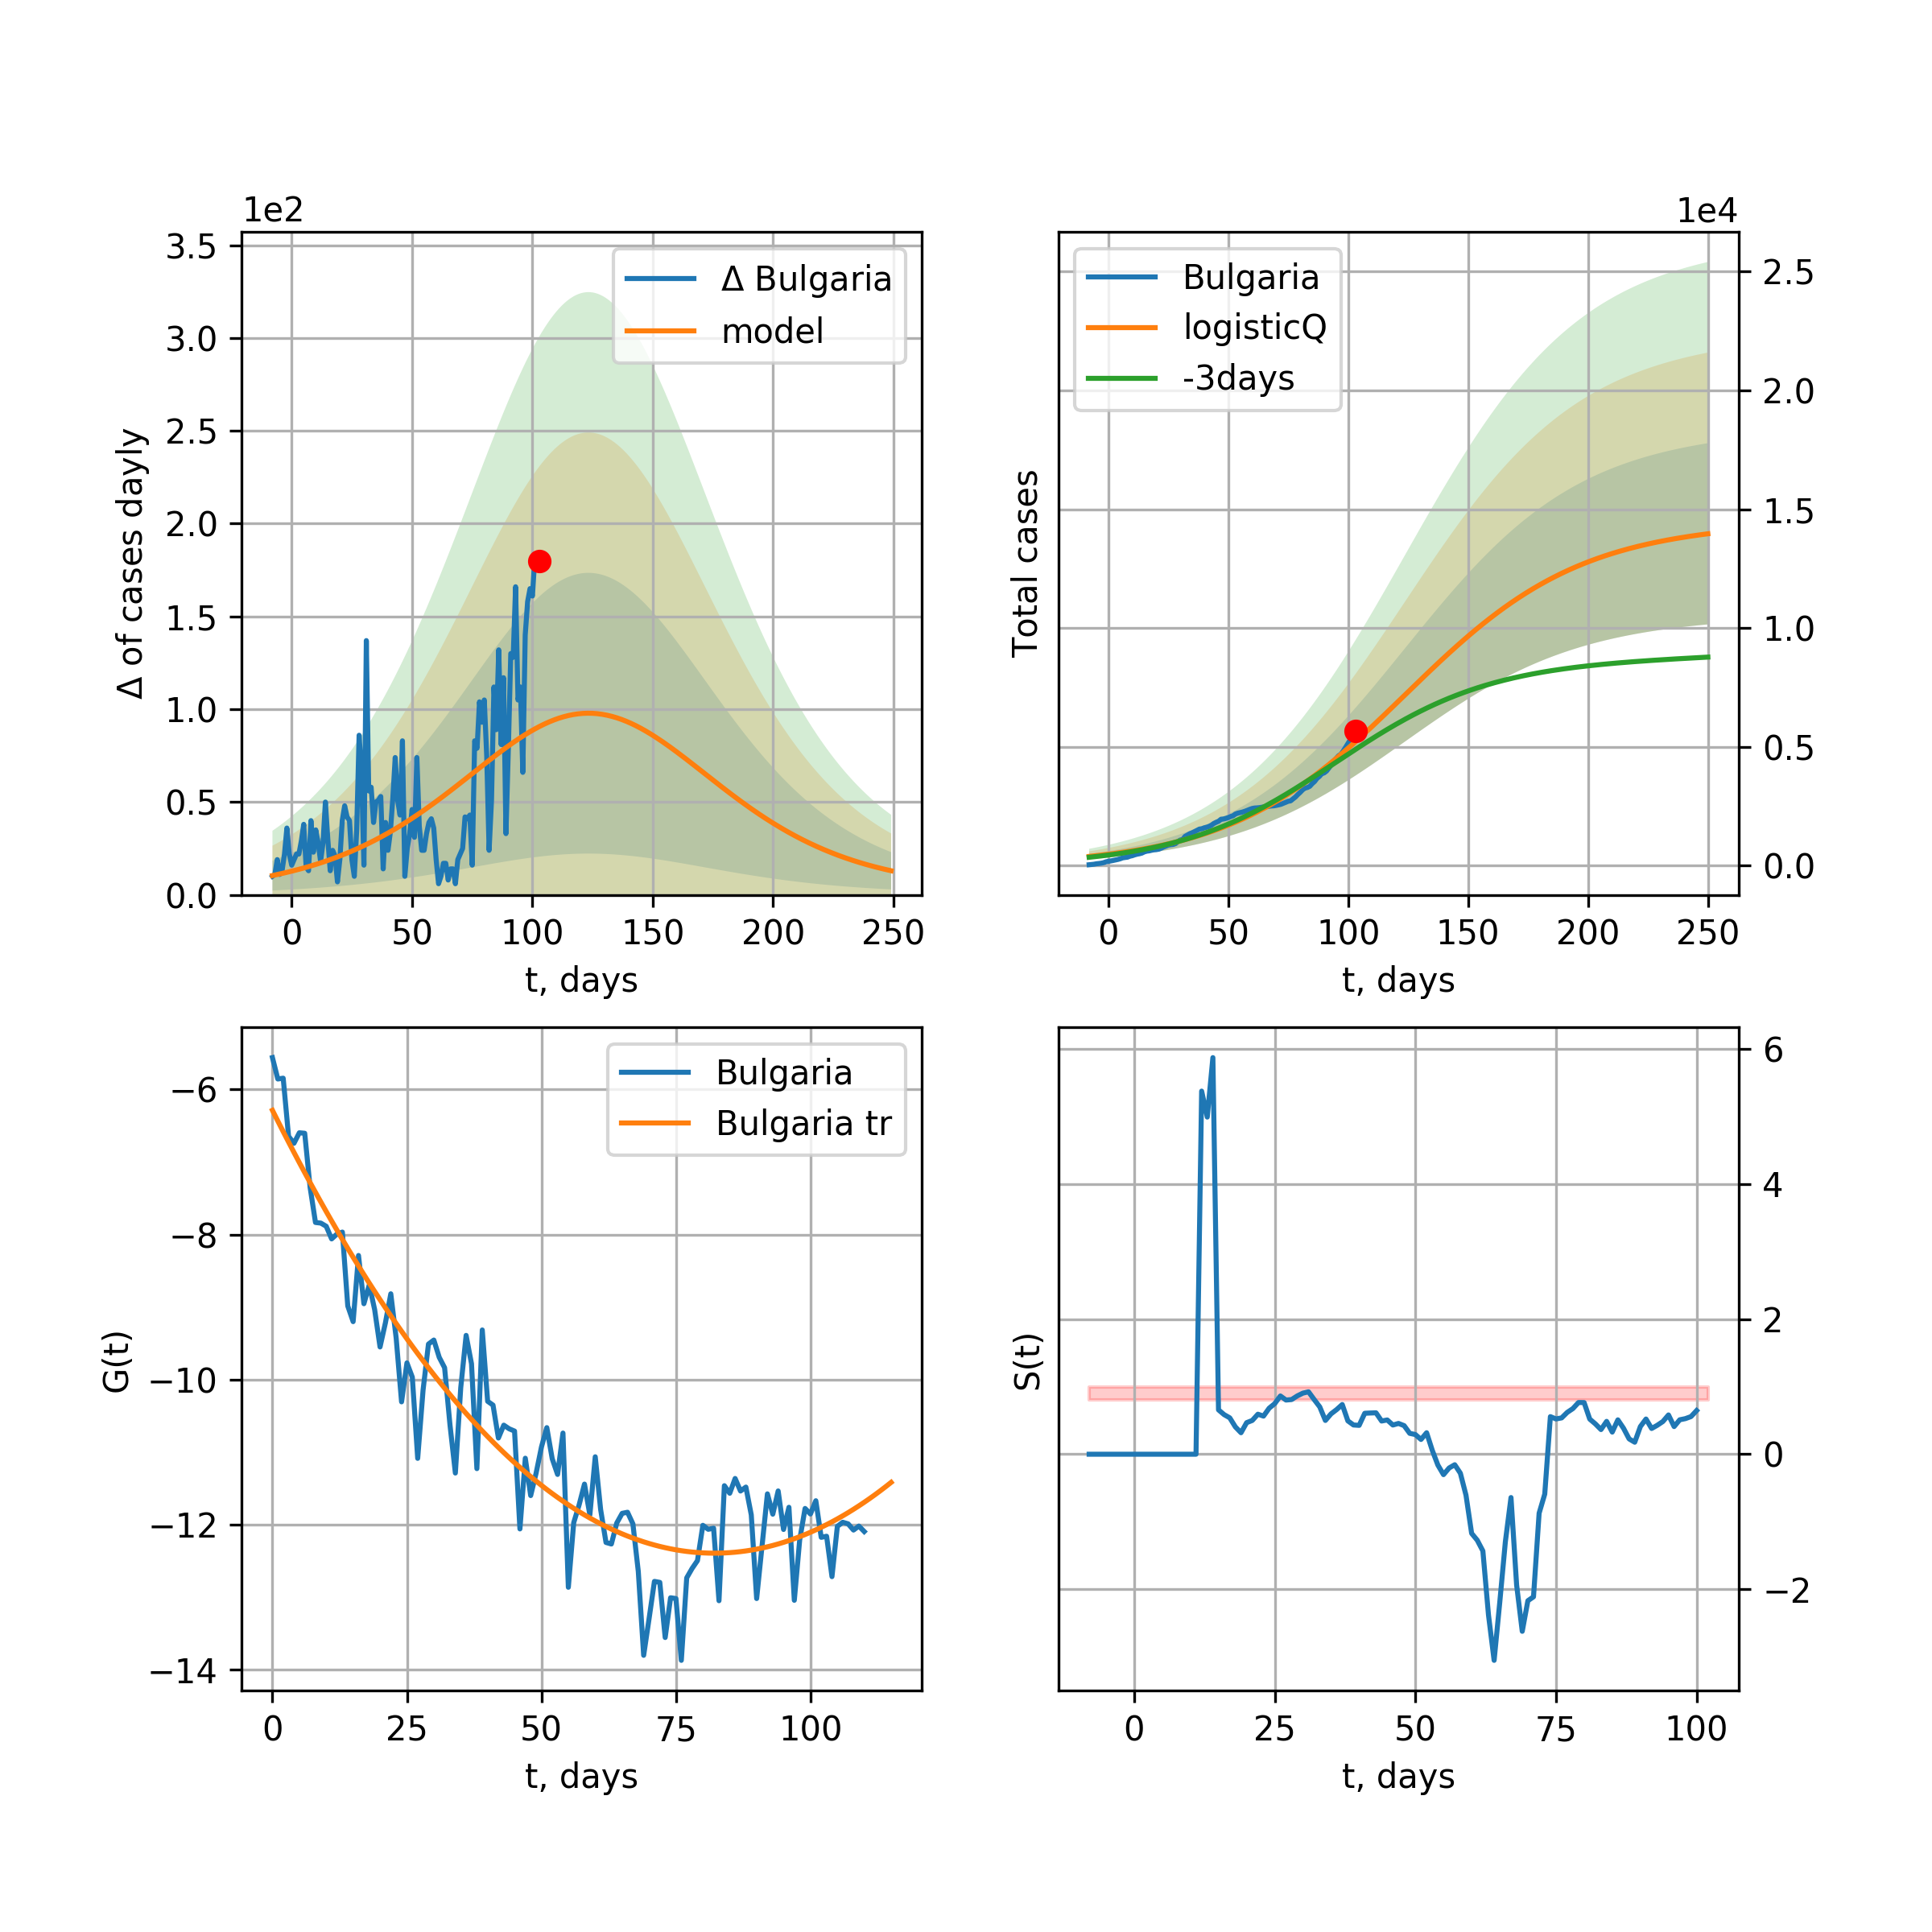 1e2
3.5
3.0
2.5
2.0
1.5
1.0
0.5
0.0
Δ of cases dayly
0 50 100 150 200 250
t, days
Δ Bulgaria
model
1e4
2.5
2.0
1.5
1.0
0.5
0.0
Total cases
0 50 100 150 200 250
t, days
Bulgaria
logisticQ
-3days
−6
−8
−10
−12
−14
G(t)
0 25 50 75 100
t, days
Bulgaria
Bulgaria tr
6
4
2
0
−2
S(t)
0 25 50 75 100
t, days